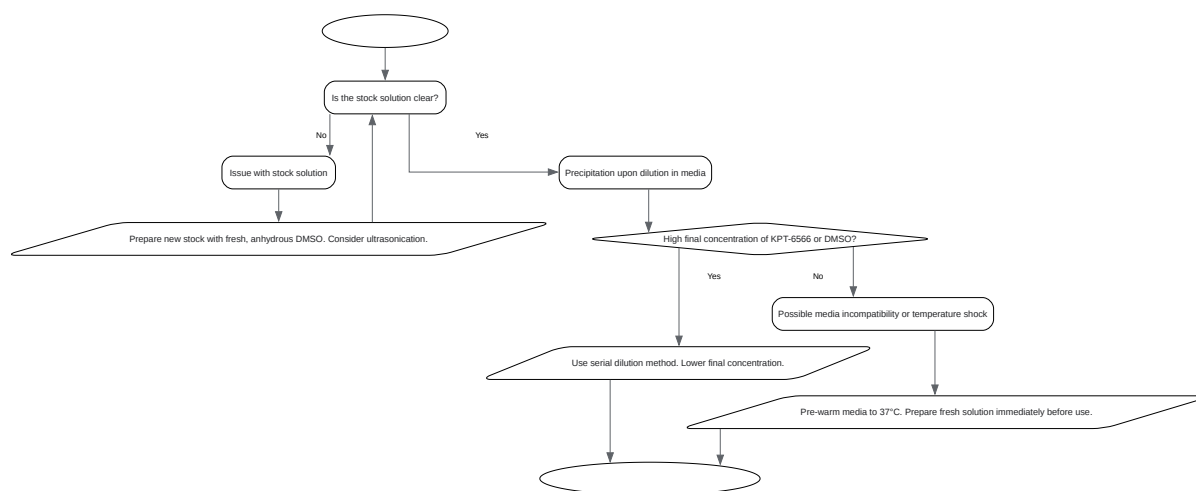 Is the stock solution clear?
No
Yes
Issue with stock solution
Precipitation upon dilution in media
Prepare new stock with fresh, anhydrous DMSO. Consider ultrasonication.
High final concentration of KPT-6566 or DMSO?
Yes
No
Possible media incompatibility or temperature shock
Use serial dilution method. Lower final concentration.
Pre-warm media to 37°C. Prepare fresh solution immediately before use.